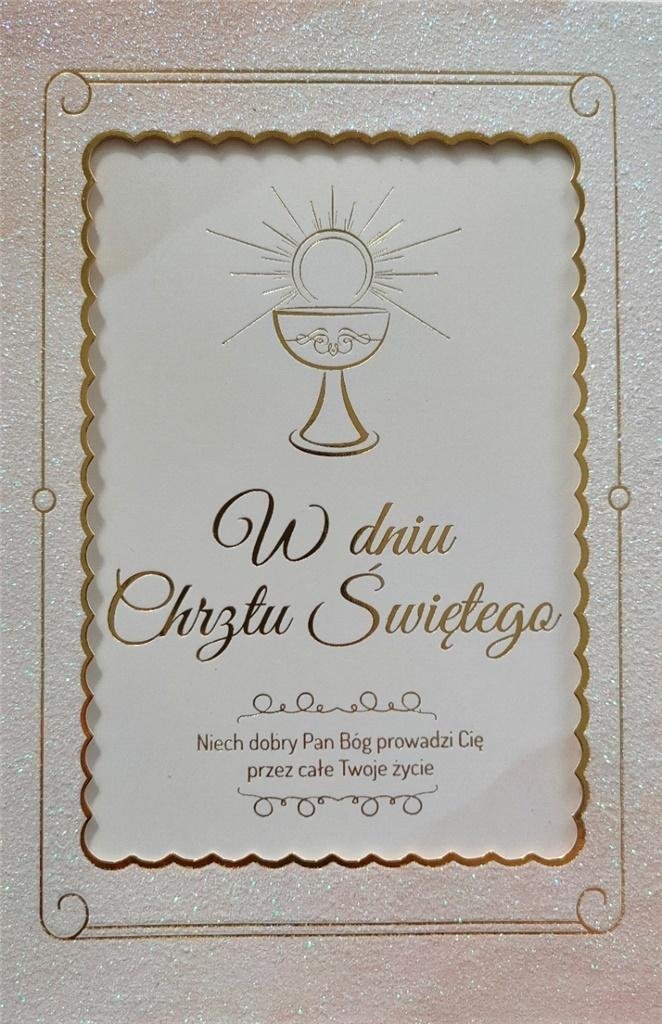 W dniu
Chrztu Świętego
Niech dobry Pan Bóg prowadzi Cię
przez całe Twoje życie